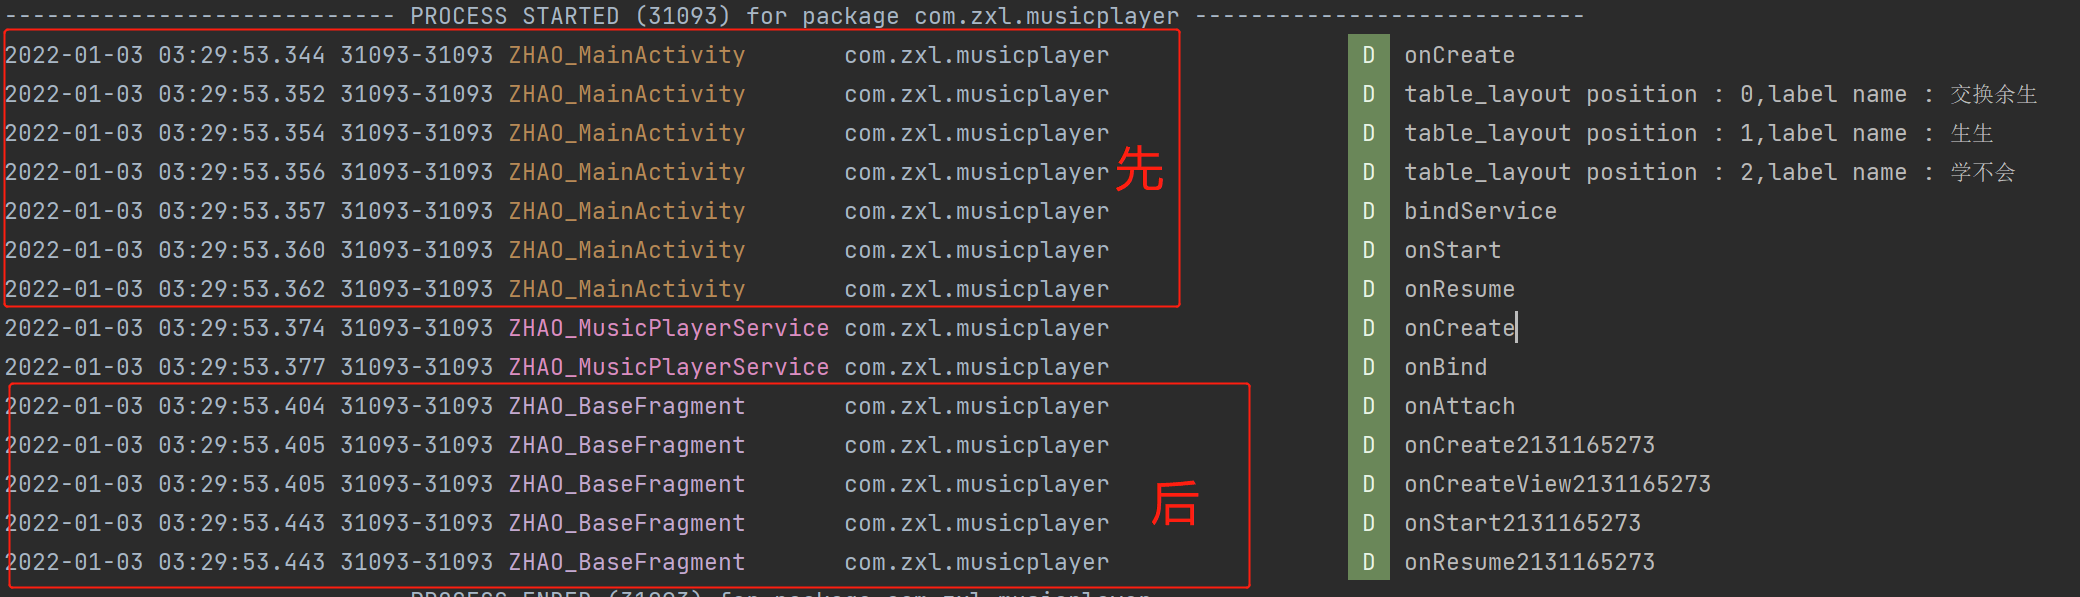 ---------------------------- PROCESS STARTED (31093) for package com.zxl.musicplayer ----------------------------
2022-01-03 03:29:53.344 31093-31093 ZHAO_MainActivity com.zxl.musicplayer D onCreate
2022-01-03 03:29:53.352 31093-31093 ZHAO_MainActivity com.zxl.musicplayer D table_layout position : 0,label name : 交换余生
2022-01-03 03:29:53.354 31093-31093 ZHAO_MainActivity com.zxl.musicplayer D table_layout position : 1,label name : 生生
2022-01-03 03:29:53.356 31093-31093 ZHAO_MainActivity com.zxl.musicplayer 先 D table_layout position : 2,label name : 学不会
2022-01-03 03:29:53.357 31093-31093 ZHAO_MainActivity com.zxl.musicplayer D bindService
2022-01-03 03:29:53.360 31093-31093 ZHAO_MainActivity com.zxl.musicplayer D onStart
2022-01-03 03:29:53.362 31093-31093 ZHAO_MainActivity com.zxl.musicplayer D onResume
2022-01-03 03:29:53.374 31093-31093 ZHAO_MusicPlayerService com.zxl.musicplayer D onCreate
2022-01-03 03:29:53.377 31093-31093 ZHAO_MusicPlayerService com.zxl.musicplayer D onBind
2022-01-03 03:29:53.404 31093-31093 ZHAO_BaseFragment com.zxl.musicplayer D onAttach
2022-01-03 03:29:53.405 31093-31093 ZHAO_BaseFragment com.zxl.musicplayer D onCreate2131165273
2022-01-03 03:29:53.405 31093-31093 ZHAO_BaseFragment com.zxl.musicplayer D onCreateView2131165273
后
2022-01-03 03:29:53.443 31093-31093 ZHAO_BaseFragment com.zxl.musicplayer D onStart2131165273
2022-01-03 03:29:53.443 31093-31093 ZHAO_BaseFragment com.zxl.musicplayer D onResume2131165273
PROCESS ENDED (31093) for package com.zxl.musicplayer